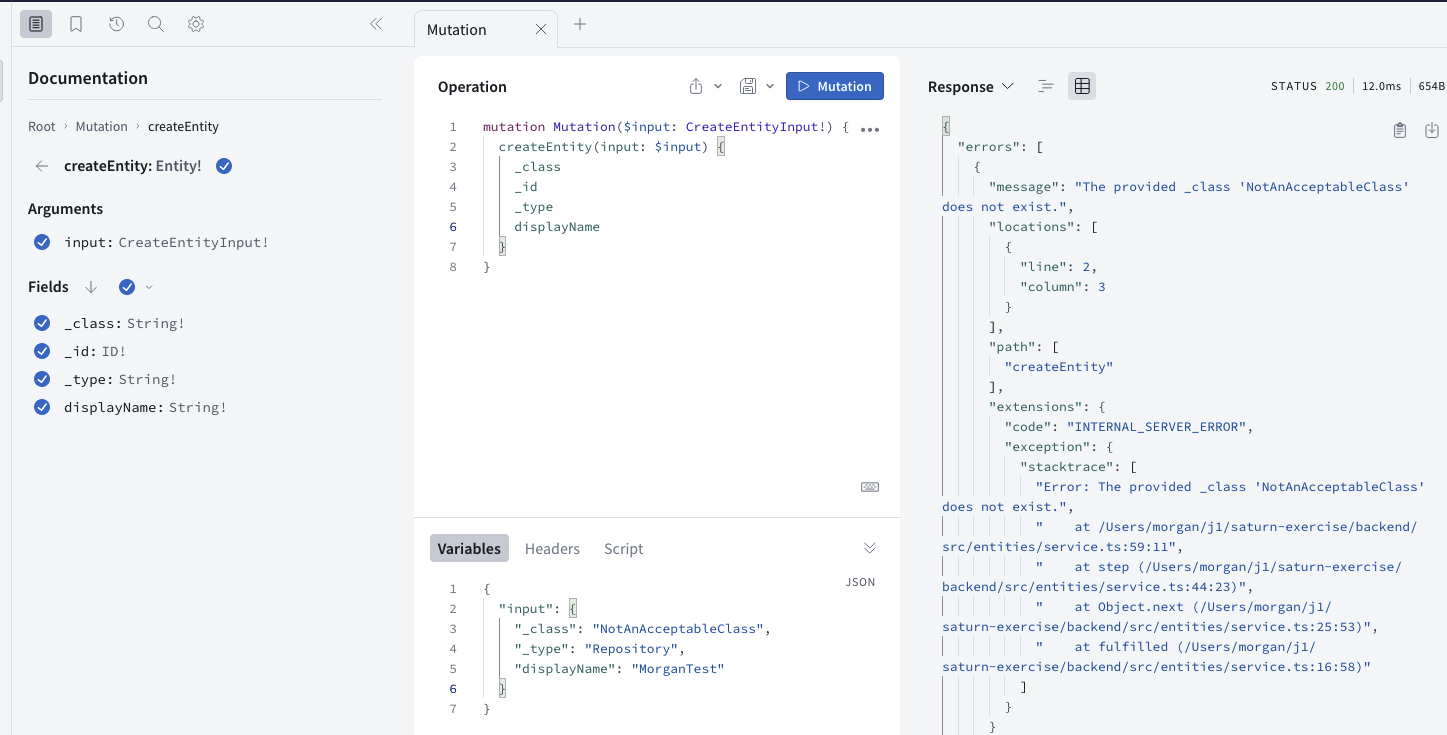 Mutation
Documentation
Root › Mutation › createEntity
createEntity: Entity!
Arguments
input: CreateEntityInput!
Fields
_class: String!
_id: ID!
_type: String!
displayName: String!
Operation
Mutation
1 mutation Mutation($input: CreateEntityInput!) {
2 createEntity(input: $input) {
3 _class
4 _id
5 _type
6 displayName
7 }
8 }
Variables Headers Script
JSON
1 {
2 "input": {
3 "_class": "NotAnAcceptableClass",
4 "_type": "Repository",
5 "displayName": "MorganTest"
6 }
7 }
Response
STATUS 200 12.0ms 654B
{
"errors": [
{
"message": "The provided _class 'NotAnAcceptableClass'
does not exist.",
"locations": [
{
"line": 2,
"column": 3
}
],
"path": [
"createEntity"
],
"extensions": {
"code": "INTERNAL_SERVER_ERROR",
"exception": {
"stacktrace": [
"Error: The provided _class 'NotAnAcceptableClass'
does not exist.",
"    at /Users/morgan/j1/saturn-exercise/backend/
src/entities/service.ts:59:11",
"    at step (/Users/morgan/j1/saturn-exercise/
backend/src/entities/service.ts:44:23)",
"    at Object.next (/Users/morgan/j1/
saturn-exercise/backend/src/entities/service.ts:25:53)",
"    at fulfilled (/Users/morgan/j1/
saturn-exercise/backend/src/entities/service.ts:16:58)"
]
}
}